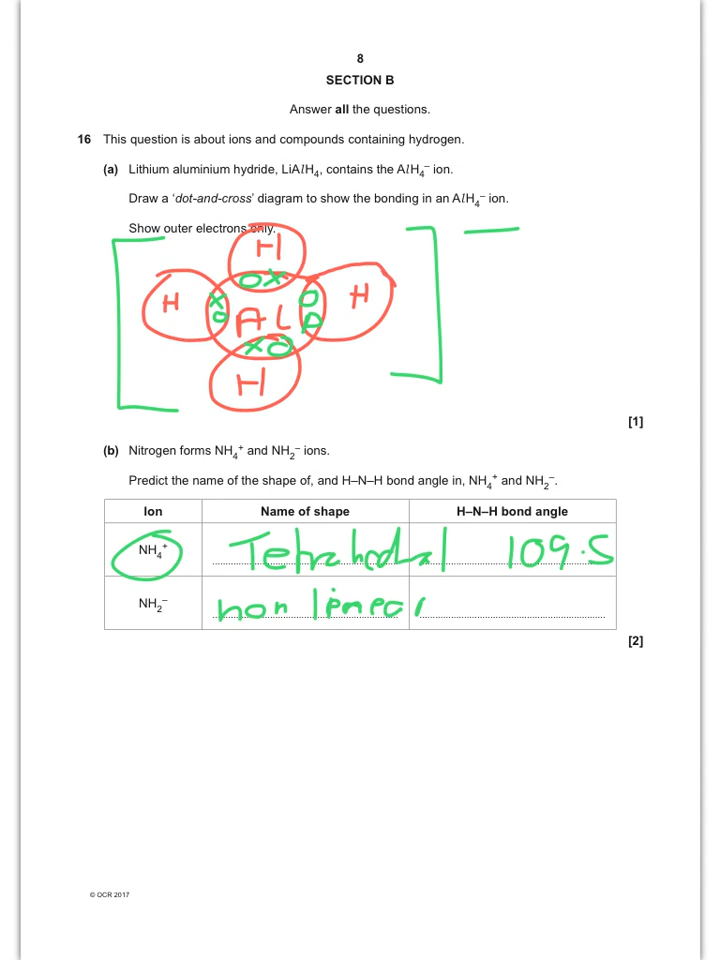 8
SECTION B
Answer all the questions.
16 This question is about ions and compounds containing hydrogen.
(a) Lithium aluminium hydride, LiAlH₄, contains the AlH₄⁻ ion.
Draw a ‘dot-and-cross’ diagram to show the bonding in an AlH₄⁻ ion.
Show outer electrons only.
H
H AL H
H
[1]
(b) Nitrogen forms NH₄⁺ and NH₂⁻ ions.
Predict the name of the shape of, and H–N–H bond angle in, NH₄⁺ and NH₂⁻.
Ion Name of shape H–N–H bond angle
NH₄⁺ Tetrahedral 109.5
NH₂⁻ non linear
[2]
© OCR 2017